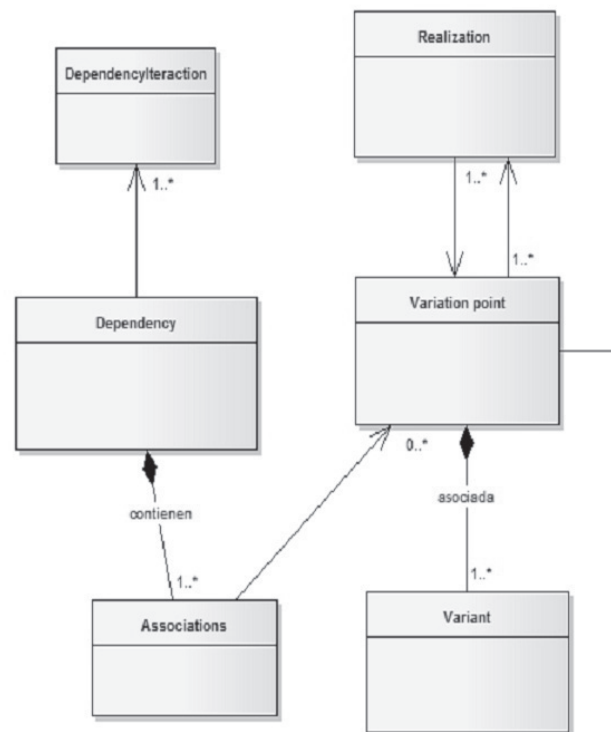 Realization
DependencyIteraction
1..*
1..*
1..*
Dependency
Variation point
0..*
contienen
asociada
1..*
1..*
Associations
Variant